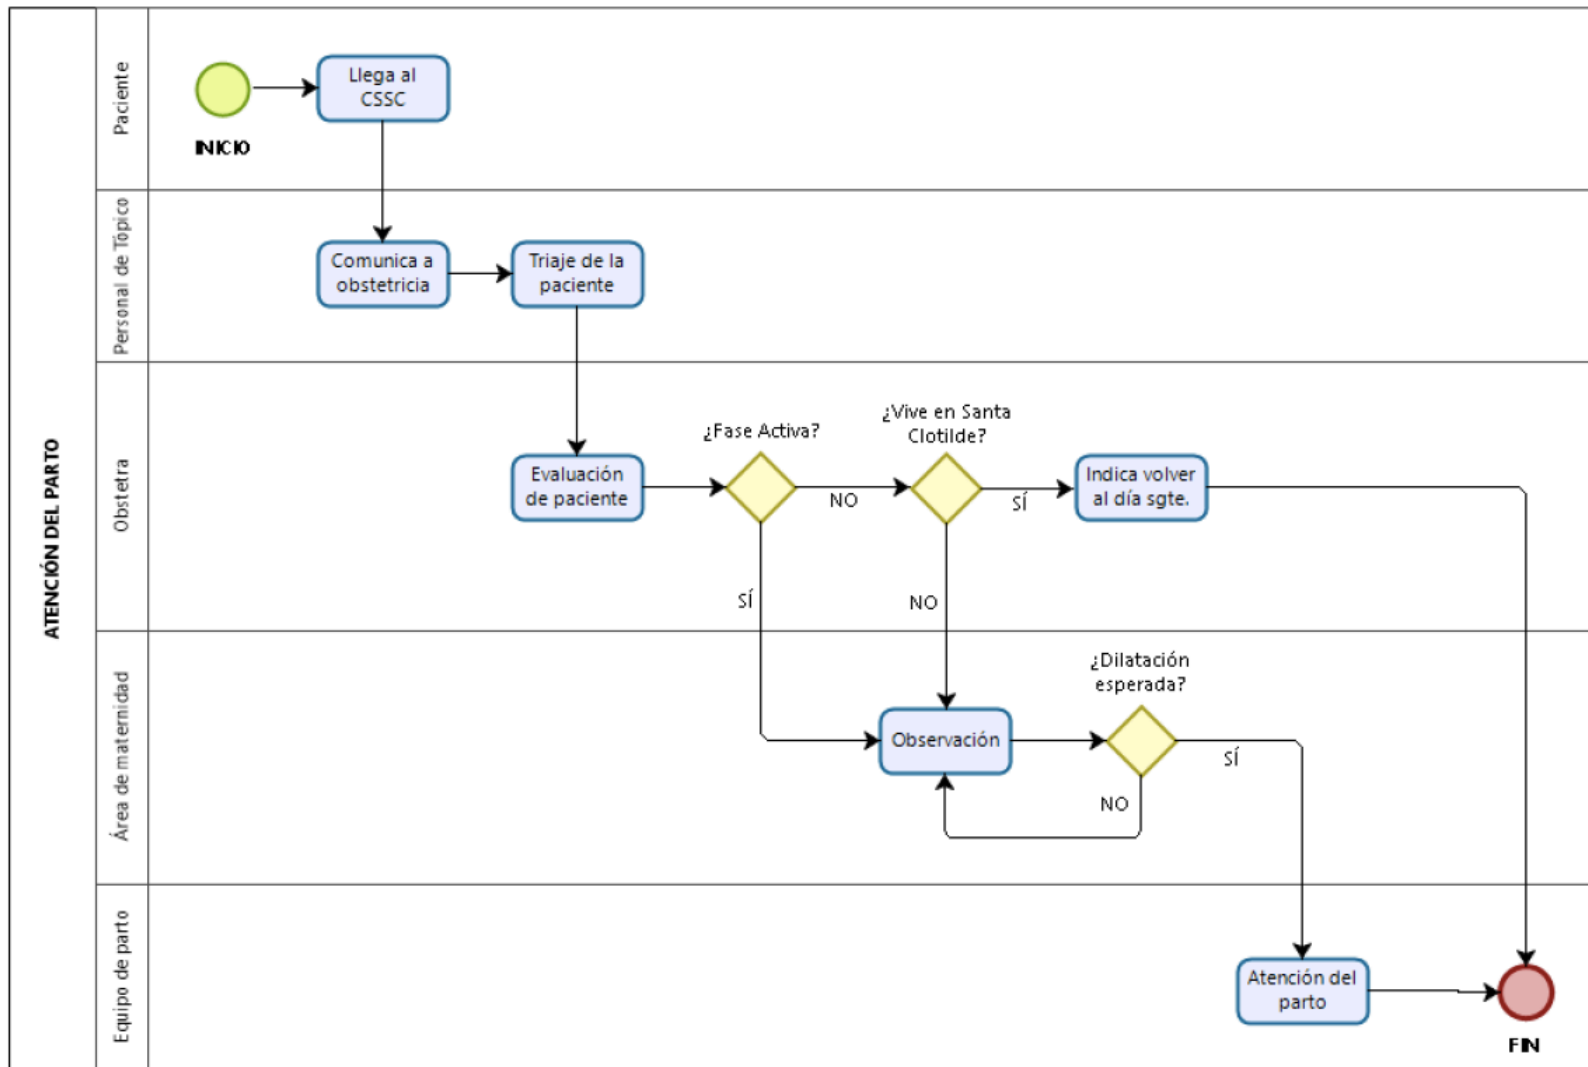 ATENCIÓN DEL PARTO
Paciente
INICIO
Llega al
CSSC
Personal de Tópico
Comunica a
obstetricia
Triaje de la
paciente
Obstetra
Evaluación
de paciente
¿Fase Activa?
NO
SÍ
¿Vive en Santa
Clotilde?
SÍ
NO
Indica volver
al día sgte.
Área de maternidad
Observación
¿Dilatación
esperada?
SÍ
NO
Equipo de parto
Atención del
parto
FIN